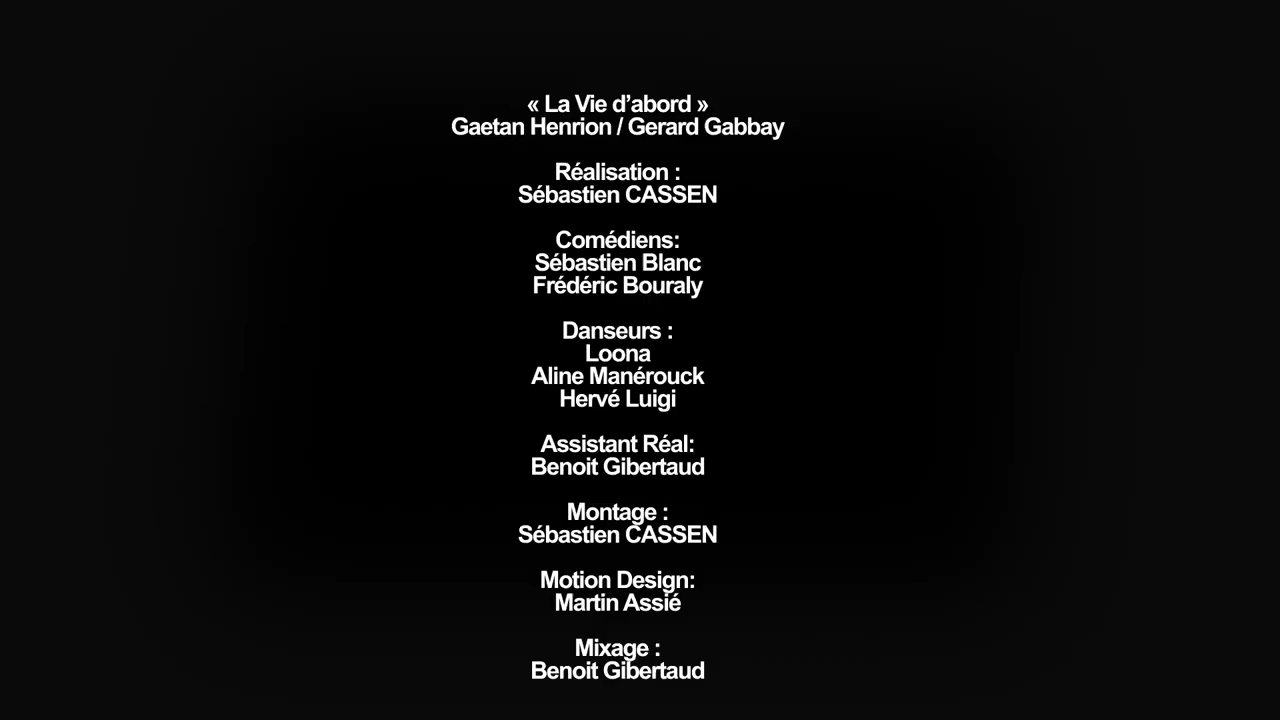 « La Vie d’abord »
Gaetan Henrion / Gerard Gabbay
Réalisation :
Sébastien CASSEN
Comédiens:
Sébastien Blanc
Frédéric Bouraly
Danseurs :
Loona
Aline Manérouck
Hervé Luigi
Assistant Réal:
Benoit Gibertaud
Montage :
Sébastien CASSEN
Motion Design:
Martin Assié
Mixage :
Benoit Gibertaud